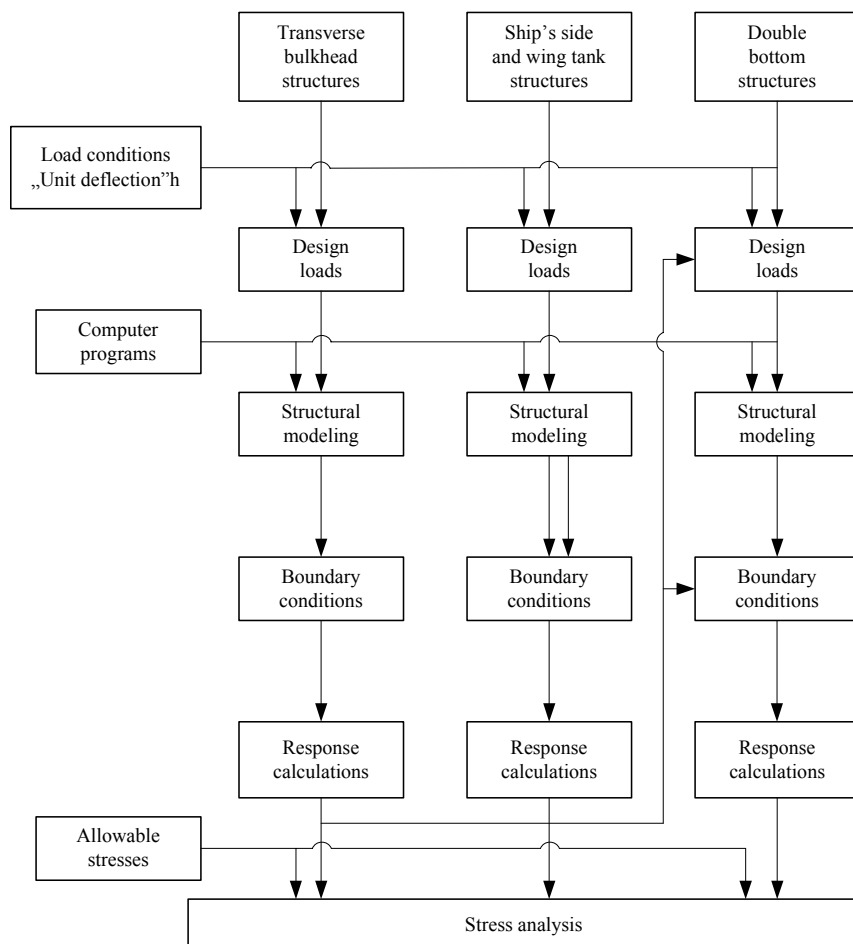 Transverse
bulkhead
structures
Ship's side
and wing tank
structures
Double
bottom
structures
Load conditions
„Unit deflection”h
Design
loads
Design
loads
Design
loads
Computer
programs
Structural
modeling
Structural
modeling
Structural
modeling
Boundary
conditions
Boundary
conditions
Boundary
conditions
Response
calculations
Response
calculations
Response
calculations
Allowable
stresses
Stress analysis